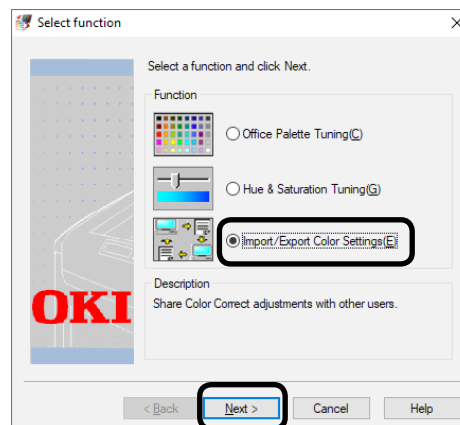 Select function
Select a function and click Next.
Function
Office Palette Tuning(C)
Hue & Saturation Tuning(G)
Import/Export Color Settings(E)
Description
Share Color Correct adjustments with other users.
OKI
< Back
Next >
Cancel
Help